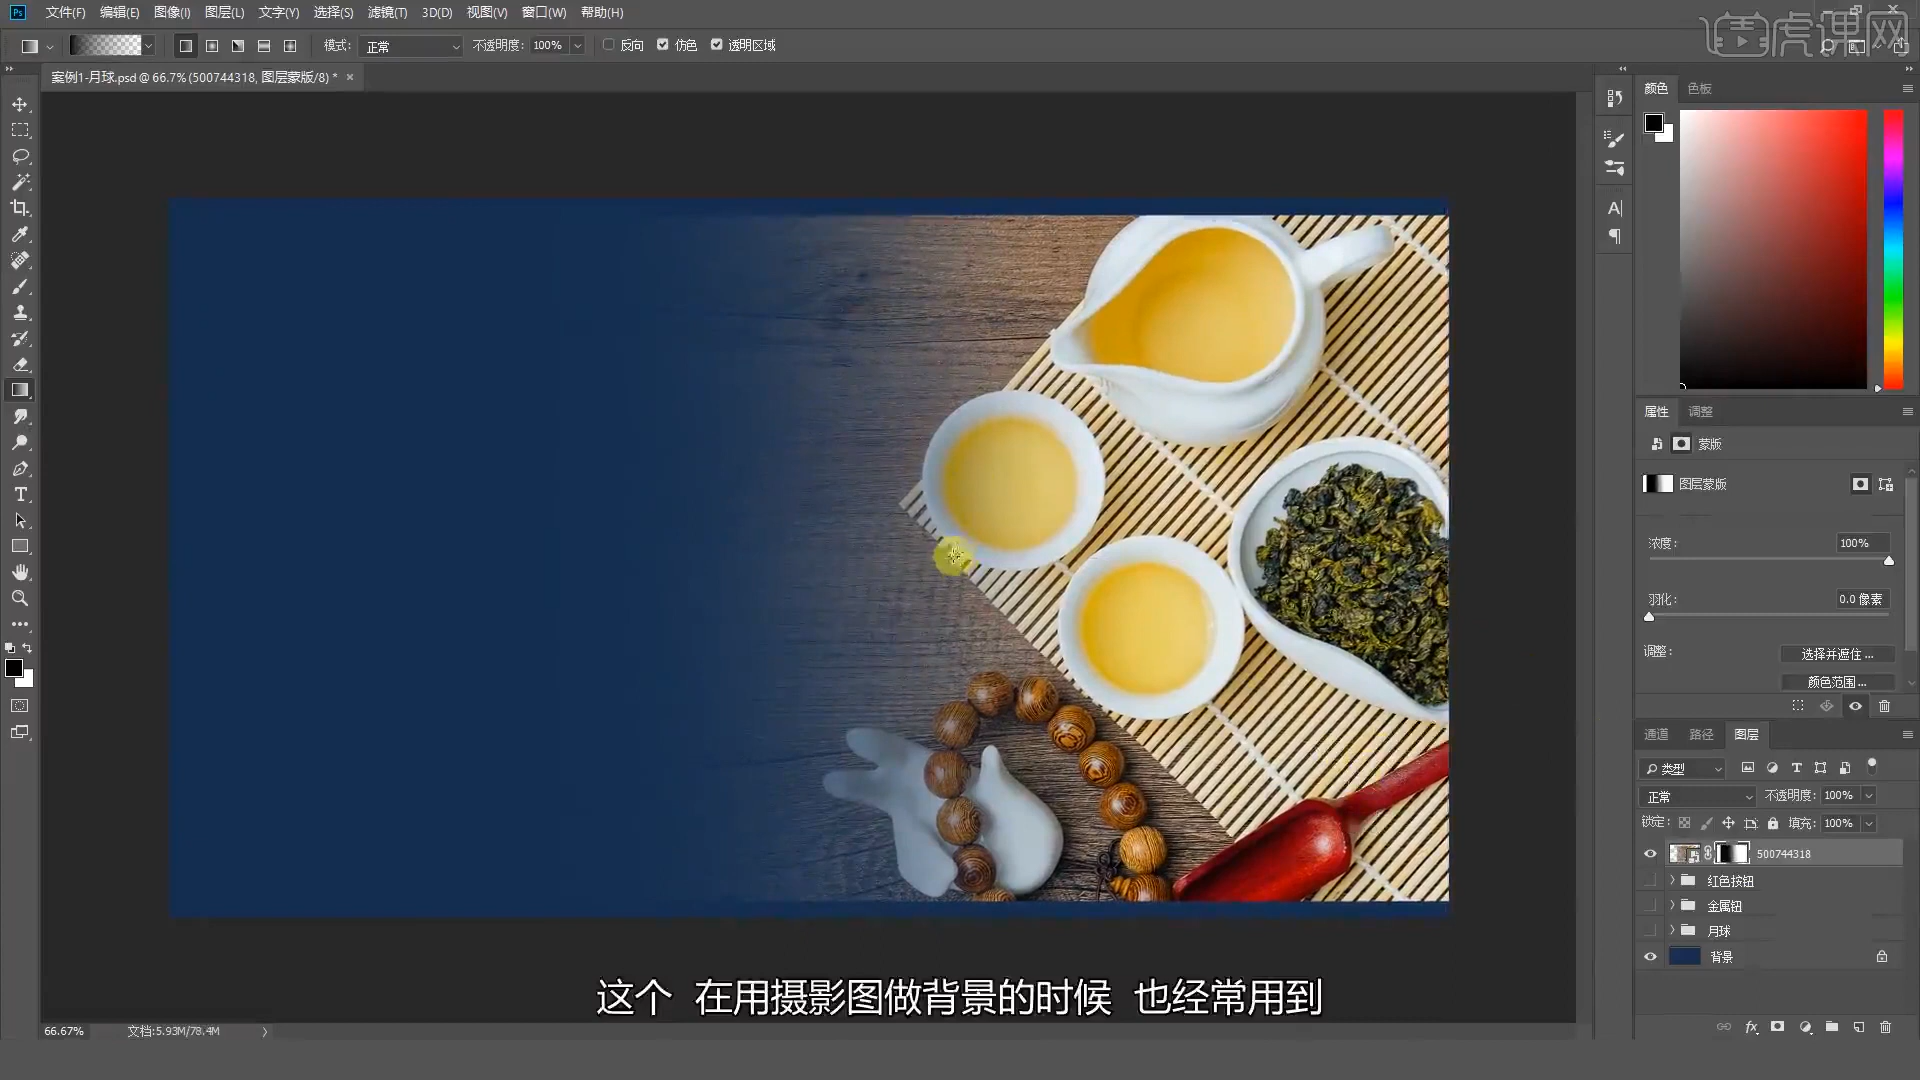 Ps 文件(F) 编辑(E) 图像(I) 图层(L) 文字(Y) 选择(S) 滤镜(T) 3D(D) 视图(V) 窗口(W) 帮助(H)
模式: 正常 不透明度: 100% 反向 仿色 透明区域
虎课网
案例1-月球.psd @ 66.7% (500744318, 图层蒙版/8) *
颜色 色板
属性 调整
蒙版
图层蒙版
浓度: 100%
羽化: 0.0 像素
调整: 选择并遮住 ...
颜色范围...
通道 路径 图层
类型
正常 不透明度: 100%
锁定: 填充: 100%
500744318
红色按钮
金属钮
月球
背景
这个 在用摄影图做背景的时候 也经常用到
66.67% 文档:5.93M/78.4M